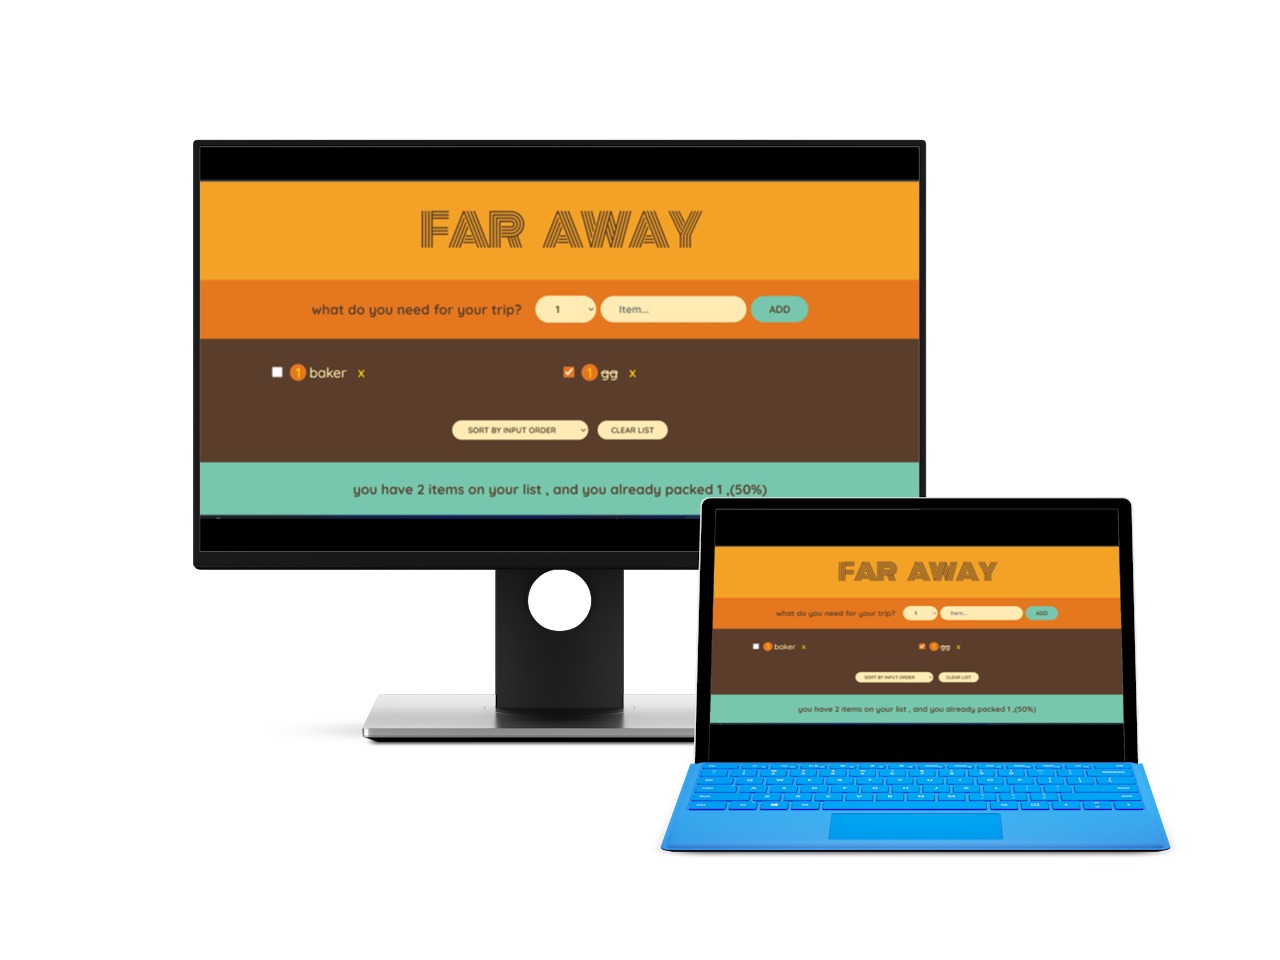 FAR AWAY
what do you need for your trip? 1 Item... ADD
1 baker x 1 gg x
SORT BY INPUT ORDER CLEAR LIST
you have 2 items on your list , and you already packed 1 ,(50%)
FAR AWAY
what do you need for your trip? 1 Item... ADD
1 baker x 1 gg x
SORT BY INPUT ORDER CLEAR LIST
you have 2 items on your list , and you already packed 1 ,(50%)